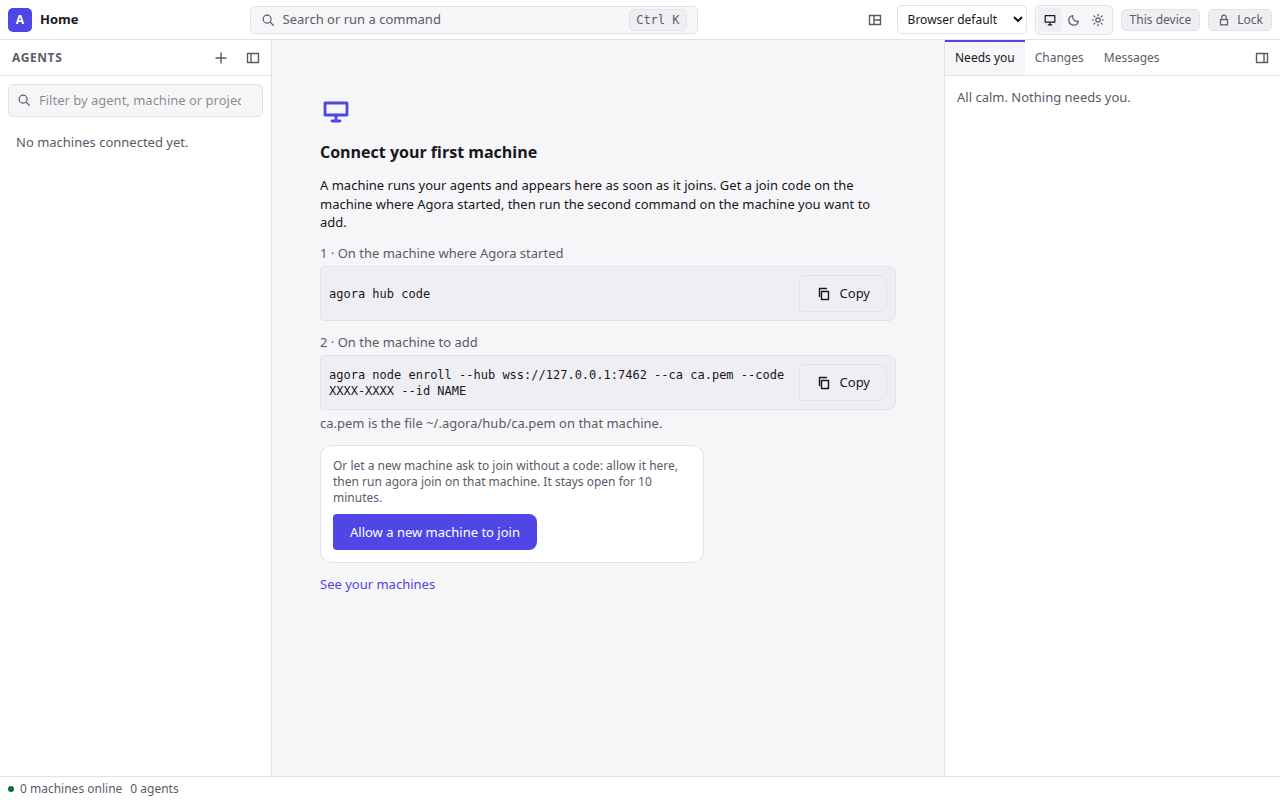 A Home
Search or run a command Ctrl K
Browser default
This device
Lock
AGENTS
Filter by agent, machine or projec
No machines connected yet.
Connect your first machine
A machine runs your agents and appears here as soon as it joins. Get a join code on the
machine where Agora started, then run the second command on the machine you want to
add.
1 · On the machine where Agora started
agora hub code
Copy
2 · On the machine to add
agora node enroll --hub wss://127.0.0.1:7462 --ca ca.pem --code
XXXX-XXXX --id NAME
Copy
ca.pem is the file ~/.agora/hub/ca.pem on that machine.
Or let a new machine ask to join without a code: allow it here,
then run agora join on that machine. It stays open for 10
minutes.
Allow a new machine to join
See your machines
Needs you Changes Messages
All calm. Nothing needs you.
0 machines online 0 agents